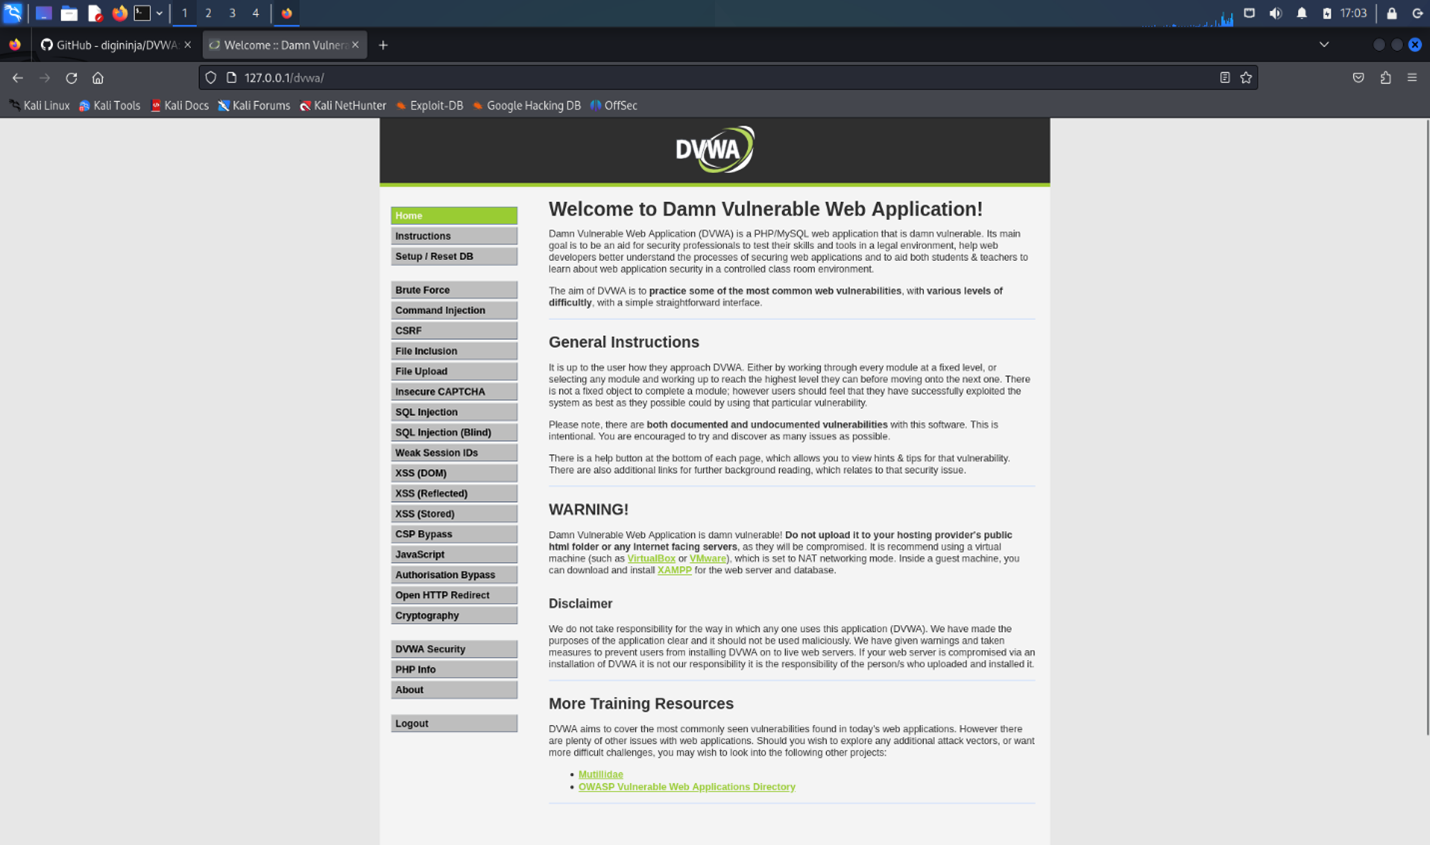 1 2 3 4
17:03
GitHub - digininja/DVWA:
Welcome :: Damn Vulnera
127.0.0.1/dvwa/
Kali Linux Kali Tools Kali Docs Kali Forums Kali NetHunter Exploit-DB Google Hacking DB OffSec
DVWA
Home
Instructions
Setup / Reset DB
Brute Force
Command Injection
CSRF
File Inclusion
File Upload
Insecure CAPTCHA
SQL Injection
SQL Injection (Blind)
Weak Session IDs
XSS (DOM)
XSS (Reflected)
XSS (Stored)
CSP Bypass
JavaScript
Authorisation Bypass
Open HTTP Redirect
Cryptography
DVWA Security
PHP Info
About
Logout
Welcome to Damn Vulnerable Web Application!
Damn Vulnerable Web Application (DVWA) is a PHP/MySQL web application that is damn vulnerable. Its main
goal is to be an aid for security professionals to test their skills and tools in a legal environment, help web
developers better understand the processes of securing web applications and to aid both students & teachers to
learn about web application security in a controlled class room environment.
The aim of DVWA is to practice some of the most common web vulnerabilities, with various levels of
difficultly, with a simple straightforward interface.
General Instructions
It is up to the user how they approach DVWA. Either by working through every module at a fixed level, or
selecting any module and working up to reach the highest level they can before moving onto the next one. There
is not a fixed object to complete a module; however users should feel that they have successfully exploited the
system as best as they possible could by using that particular vulnerability.
Please note, there are both documented and undocumented vulnerabilities with this software. This is
intentional. You are encouraged to try and discover as many issues as possible.
There is a help button at the bottom of each page, which allows you to view hints & tips for that vulnerability.
There are also additional links for further background reading, which relates to that security issue.
WARNING!
Damn Vulnerable Web Application is damn vulnerable! Do not upload it to your hosting provider's public
html folder or any Internet facing servers, as they will be compromised. It is recommend using a virtual
machine (such as VirtualBox or VMware), which is set to NAT networking mode. Inside a guest machine, you
can download and install XAMPP for the web server and database.
Disclaimer
We do not take responsibility for the way in which any one uses this application (DVWA). We have made the
purposes of the application clear and it should not be used maliciously. We have given warnings and taken
measures to prevent users from installing DVWA on to live web servers. If your web server is compromised via an
installation of DVWA it is not our responsibility it is the responsibility of the person/s who uploaded and installed it.
More Training Resources
DVWA aims to cover the most commonly seen vulnerabilities found in today's web applications. However there
are plenty of other issues with web applications. Should you wish to explore any additional attack vectors, or want
more difficult challenges, you may wish to look into the following other projects:
• Mutillidae
• OWASP Vulnerable Web Applications Directory